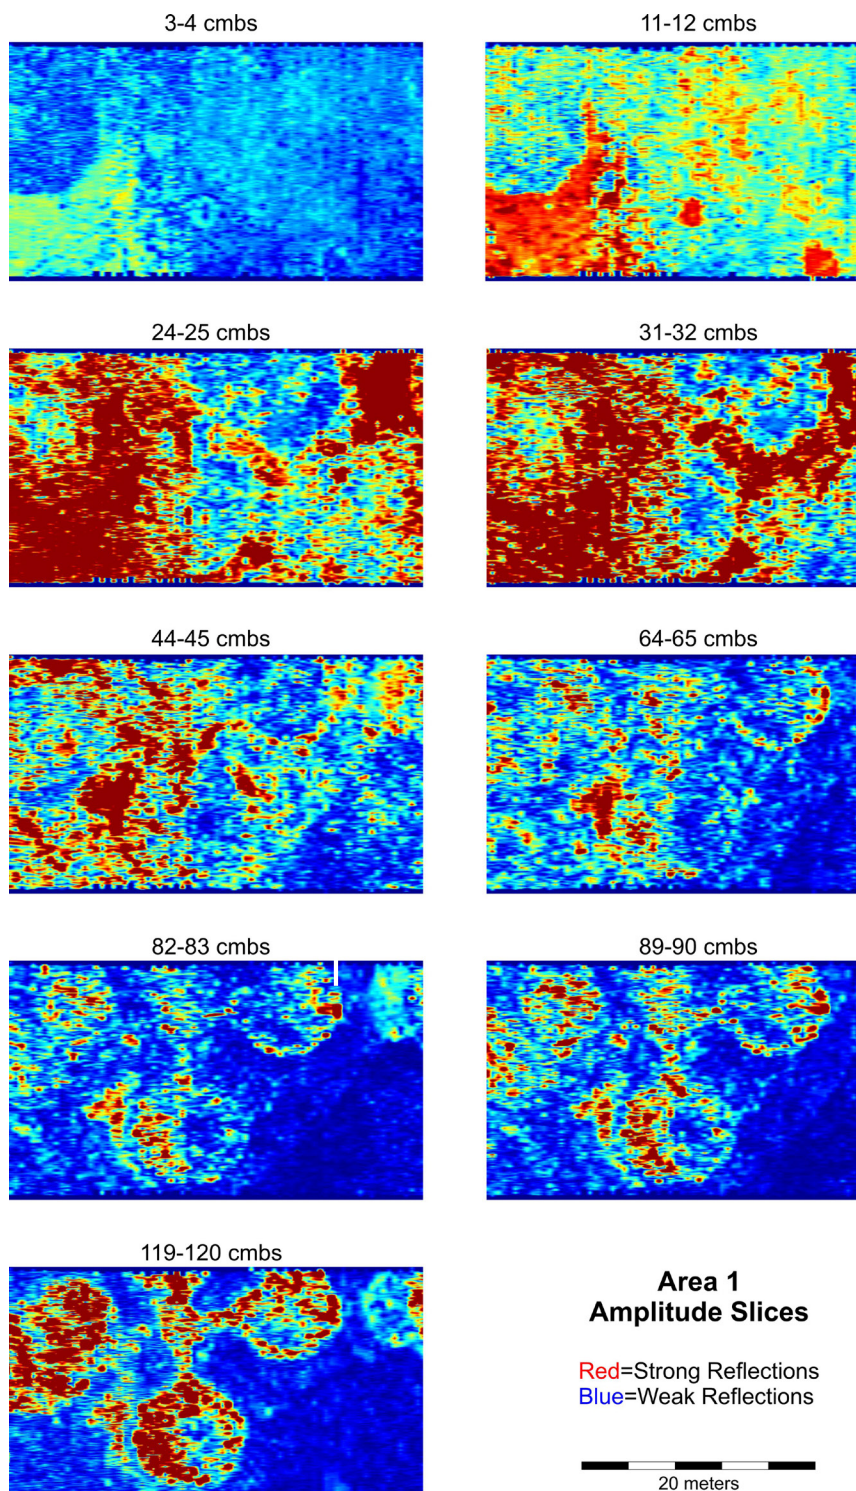 3-4 cmbs
11-12 cmbs
24-25 cmbs
31-32 cmbs
44-45 cmbs
64-65 cmbs
82-83 cmbs
89-90 cmbs
119-120 cmbs
Area 1
Amplitude Slices
Red=Strong Reflections
Blue=Weak Reflections
20 meters